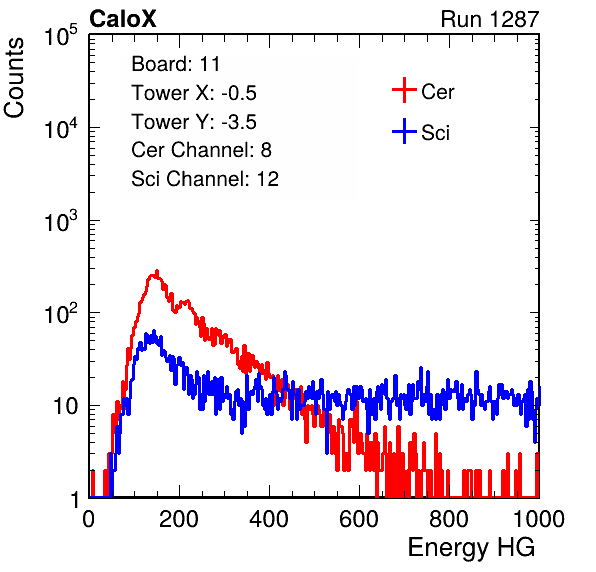 CaloX Run 1287
Counts
Board: 11
Tower X: -0.5
Tower Y: -3.5
Cer Channel: 8
Sci Channel: 12
Cer
Sci
10^5
10^4
10^3
10^2
10
1
0 200 400 600 800 1000
Energy HG